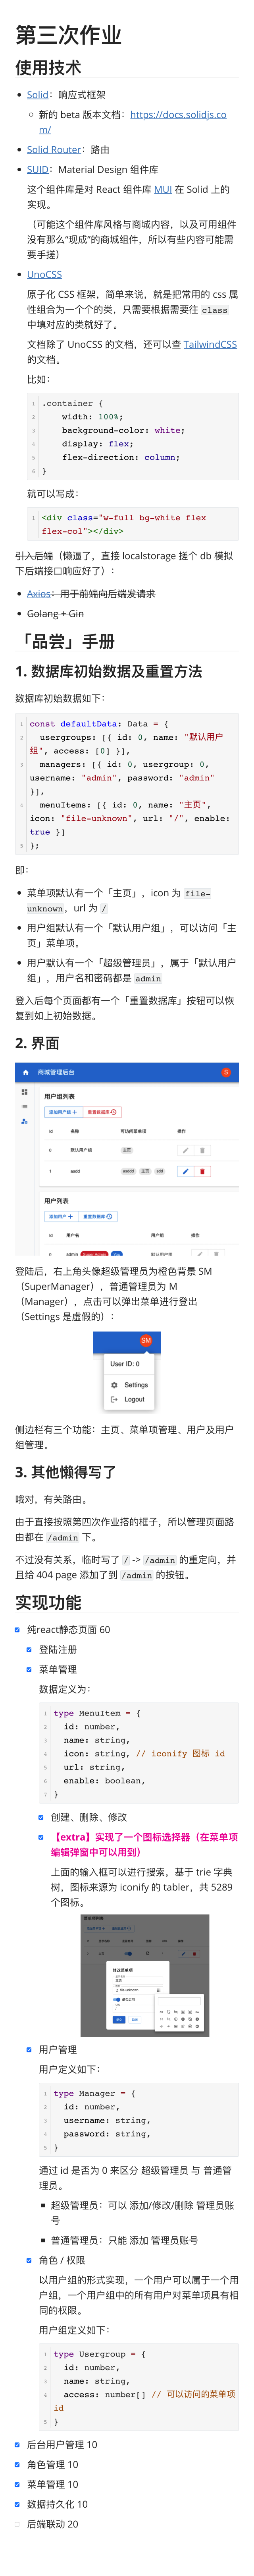 第三次作业
使用技术
Solid：响应式框架
新的 beta 版本文档：https://docs.solidjs.co
m/
Solid Router：路由
SUID：Material Design 组件库
这个组件库是对 React 组件库 MUI 在 Solid 上的
实现。
（可能这个组件库风格与商城内容，以及可用组件
没有那么“现成”的商城组件，所以有些内容可能需
要手搓）
UnoCSS
原子化 CSS 框架，简单来说，就是把常用的 css 属
性组合为一个个的类，只需要根据需要往 class
中填对应的类就好了。
文档除了 UnoCSS 的文档，还可以查 TailwindCSS
的文档。
比如：
1 .container {
2 width: 100%;
3 background-color: white;
4 display: flex;
5 flex-direction: column;
6 }
就可以写成：
1 <div class="w-full bg-white flex
flex-col"></div>
引入后端（懒逼了，直接 localstorage 搓个 db 模拟
下后端接口响应好了）：
Axios：用于前端向后端发请求
Golang + Gin
「品尝」手册
1. 数据库初始数据及重置方法
数据库初始数据如下：
1 const defaultData: Data = {
2 usergroups: [{ id: 0, name: "默认用户
组", access: [0] }],
3 managers: [{ id: 0, usergroup: 0,
username: "admin", password: "admin"
}],
4 menuItems: [{ id: 0, name: "主页",
icon: "file-unknown", url: "/", enable:
true }]
5 };
即：
菜单项默认有一个「主页」，icon 为 file-
unknown，url 为 /
用户组默认有一个「默认用户组」，可以访问「主
页」菜单项。
用户默认有一个「超级管理员」，属于「默认用户
组」，用户名和密码都是 admin
登入后每个页面都有一个「重置数据库」按钮可以恢
复到如上初始数据。
2. 界面
商城管理后台 S
用户组列表
添加用户组 + 重置数据库
id 名称 可访问菜单项 操作
0 默认用户组 主页
1 asdd asddd 主页 add
用户列表
添加用户 + 重置数据库
id 用户名 用户组 操作
0 admin 默认用户组
登陆后，右上角头像超级管理员为橙色背景 SM
（SuperManager），普通管理员为 M
（Manager），点击可以弹出菜单进行登出
（Settings 是虚假的）：
SM
User ID: 0
Settings
Logout
侧边栏有三个功能：主页、菜单项管理、用户及用户
组管理。
3. 其他懒得写了
哦对，有关路由。
由于直接按照第四次作业搭的框子，所以管理页面路
由都在 /admin 下。
不过没有关系，临时写了 / -> /admin 的重定向，并
且给 404 page 添加了到 /admin 的按钮。
实现功能
纯react静态页面 60
登陆注册
菜单管理
数据定义为：
1 type MenuItem = {
2 id: number,
3 name: string,
4 icon: string, // iconify 图标 id
5 url: string,
6 enable: boolean,
7 }
创建、删除、修改
【extra】实现了一个图标选择器（在菜单项
编辑弹窗中可以用到）
上面的输入框可以进行搜索，基于 trie 字典
树，图标来源为 iconify 的 tabler，共 5289
个图标。
修改菜单项
主页
file-unknown
用户管理
用户定义如下：
1 type Manager = {
2 id: number,
3 username: string,
4 password: string,
5 }
通过 id 是否为 0 来区分 超级管理员 与 普通管
理员。
超级管理员：可以 添加/修改/删除 管理员账
号
普通管理员：只能 添加 管理员账号
角色 / 权限
以用户组的形式实现，一个用户可以属于一个用
户组，一个用户组中的所有用户对菜单项具有相
同的权限。
用户组定义如下：
1 type Usergroup = {
2 id: number,
3 name: string,
4 access: number[] // 可以访问的菜单项
id
5 }
后台用户管理 10
角色管理 10
菜单管理 10
数据持久化 10
后端联动 20